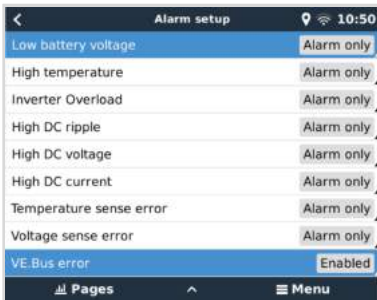 Alarm setup 10:50
Low battery voltage Alarm only
High temperature Alarm only
Inverter Overload Alarm only
High DC ripple Alarm only
High DC voltage Alarm only
High DC current Alarm only
Temperature sense error Alarm only
Voltage sense error Alarm only
VE.Bus error Enabled
Pages Menu